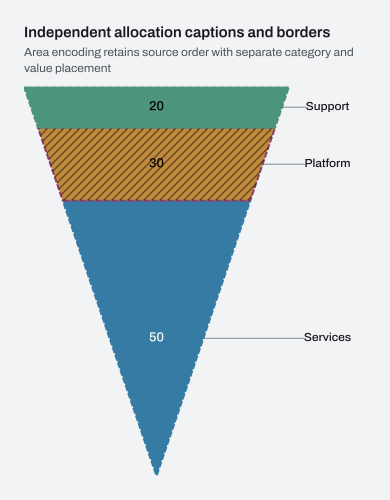 Independent allocation captions and borders
Area encoding retains source order with separate category and
value placement
20
Support
30
Platform
50
Services